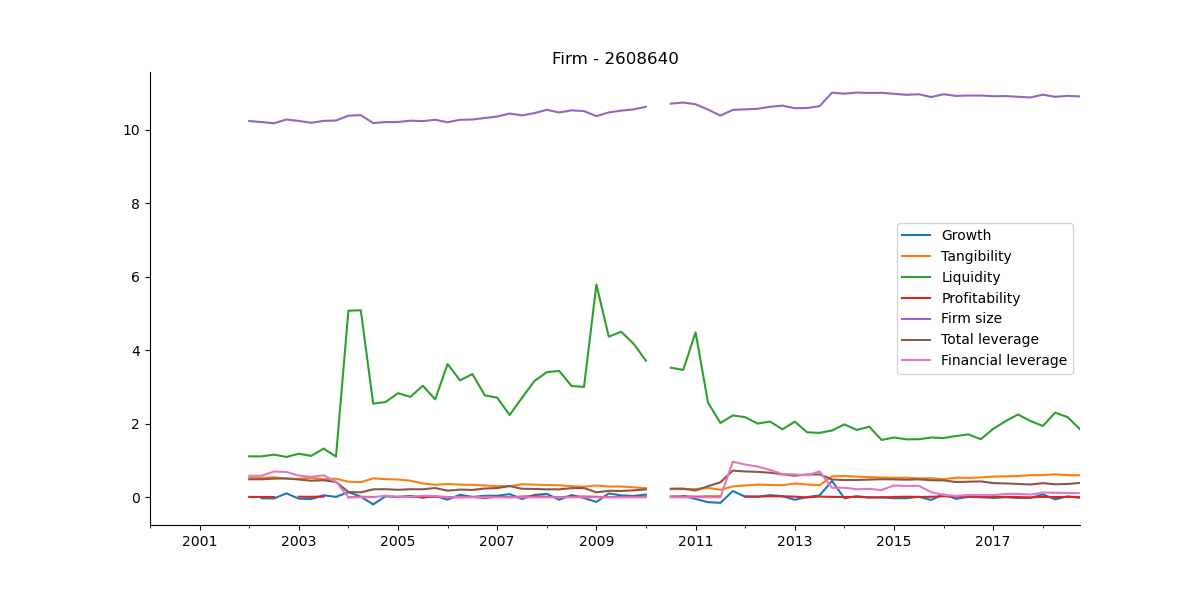 Firm - 2608640
10
8
6
4
2
0
2001 2003 2005 2007 2009 2011 2013 2015 2017
Growth
Tangibility
Liquidity
Profitability
Firm size
Total leverage
Financial leverage